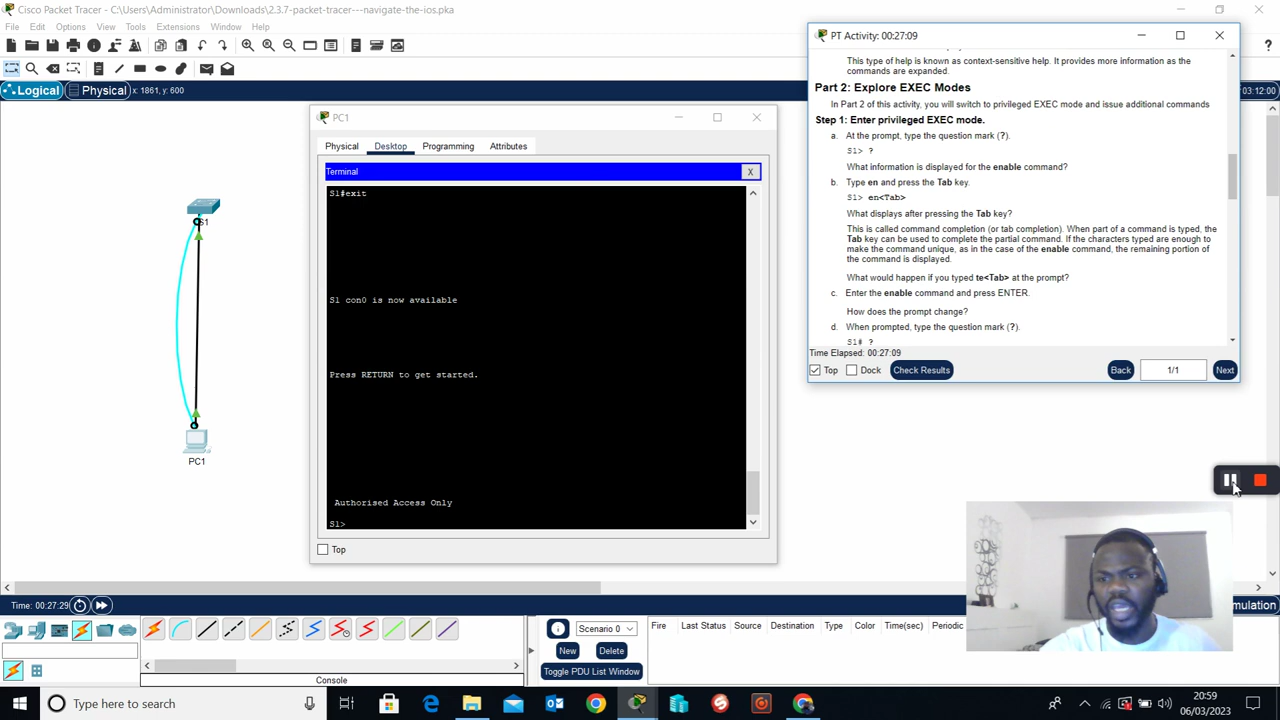 Cisco Packet Tracer - C:\Users\Administrator\Downloads\2.3.7-packet-tracer---navigate-the-ios.pka
File Edit Options View Tools Extensions Window Help
Logical Physical x: 1861, y: 600
03:12:00
S1
PC1
PC1
Physical Desktop Programming Attributes
Terminal X
S1#exit
S1 con0 is now available
Press RETURN to get started.
Authorised Access Only
S1>
Top
PT Activity: 00:27:09
This type of help is known as context-sensitive help. It provides more information as the
commands are expanded.
Part 2: Explore EXEC Modes
In Part 2 of this activity, you will switch to privileged EXEC mode and issue additional commands
Step 1: Enter privileged EXEC mode.
a. At the prompt, type the question mark (?).
S1> ?
What information is displayed for the enable command?
b. Type en and press the Tab key.
S1> en<Tab>
What displays after pressing the Tab key?
This is called command completion (or tab completion). When part of a command is typed, the
Tab key can be used to complete the partial command. If the characters typed are enough to
make the command unique, as in the case of the enable command, the remaining portion of
the command is displayed.
What would happen if you typed te<Tab> at the prompt?
c. Enter the enable command and press ENTER.
How does the prompt change?
d. When prompted, type the question mark (?).
S1# ?
Time Elapsed: 00:27:09
Top Dock Check Results Back 1/1 Next
Time: 00:27:29
mulation
Scenario 0
New Delete
Toggle PDU List Window
Fire Last Status Source Destination Type Color Time(sec) Periodic
Console
Type here to search
20:59
06/03/2023